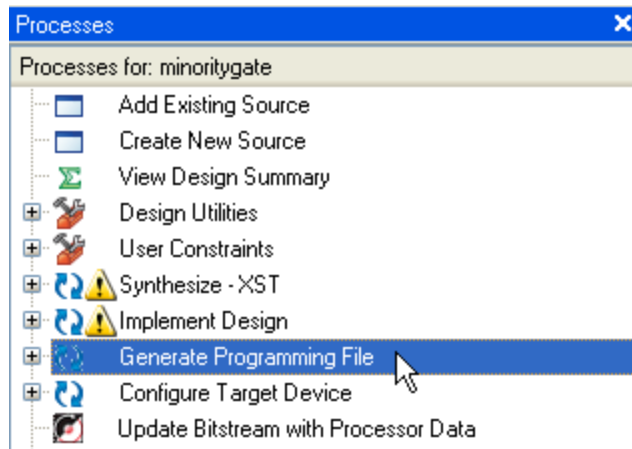 Processes
Processes for: minoritygate
Add Existing Source
Create New Source
View Design Summary
Design Utilities
User Constraints
Synthesize - XST
Implement Design
Generate Programming File
Configure Target Device
Update Bitstream with Processor Data